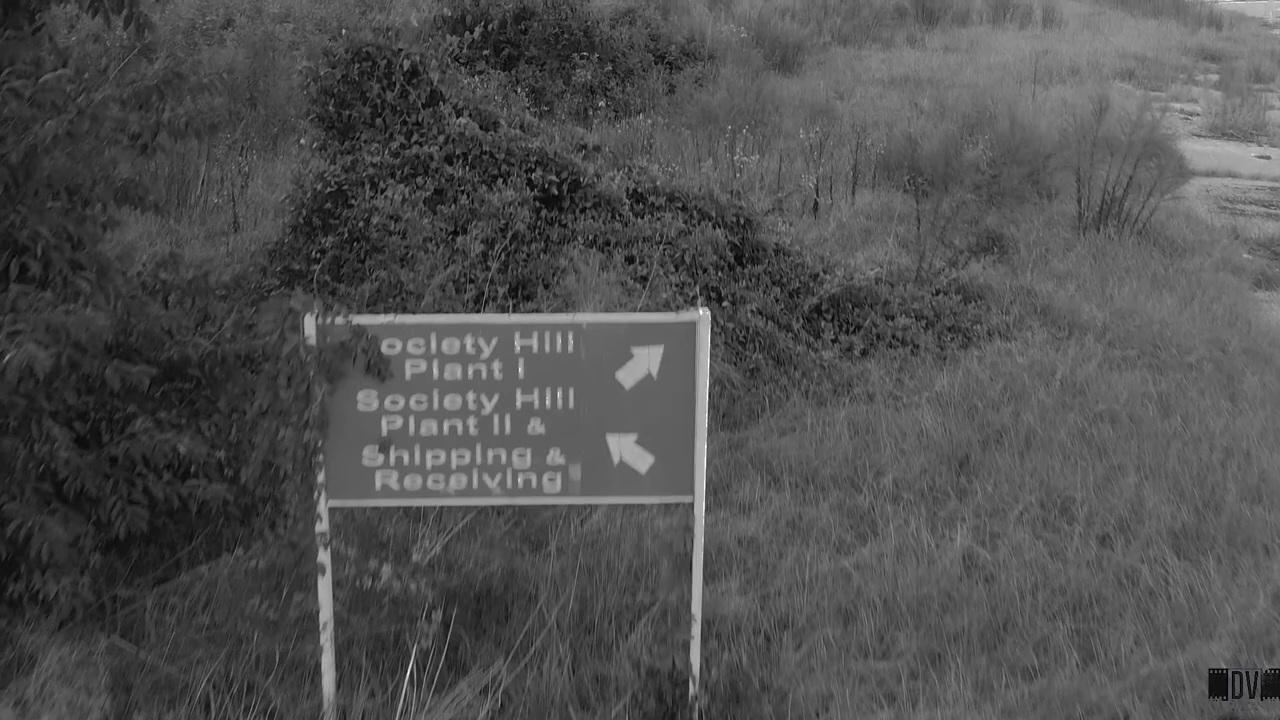 ociety Hill
Plant I
Society Hill
Plant II &
Shipping &
Receiving
DV